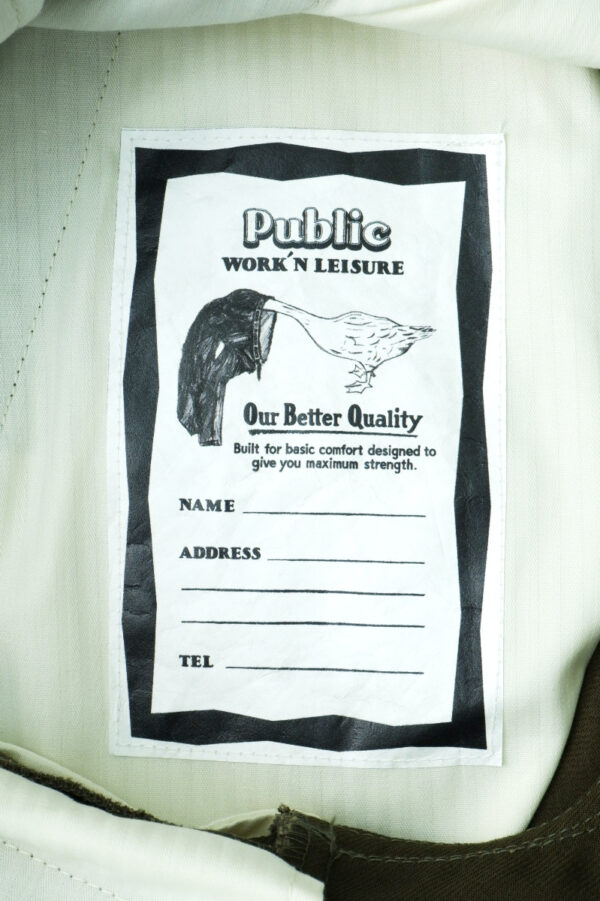 Public
WORK'N LEISURE
Our Better Quality
Built for basic comfort designed to
give you maximum strength.
NAME
ADDRESS
TEL